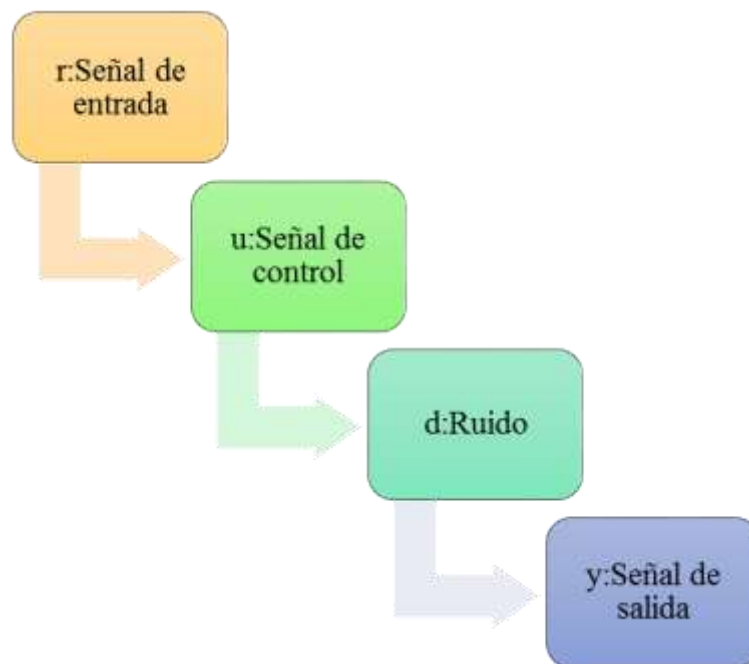 r:Señal de
entrada
u:Señal de
control
d:Ruido
y:Señal de
salida